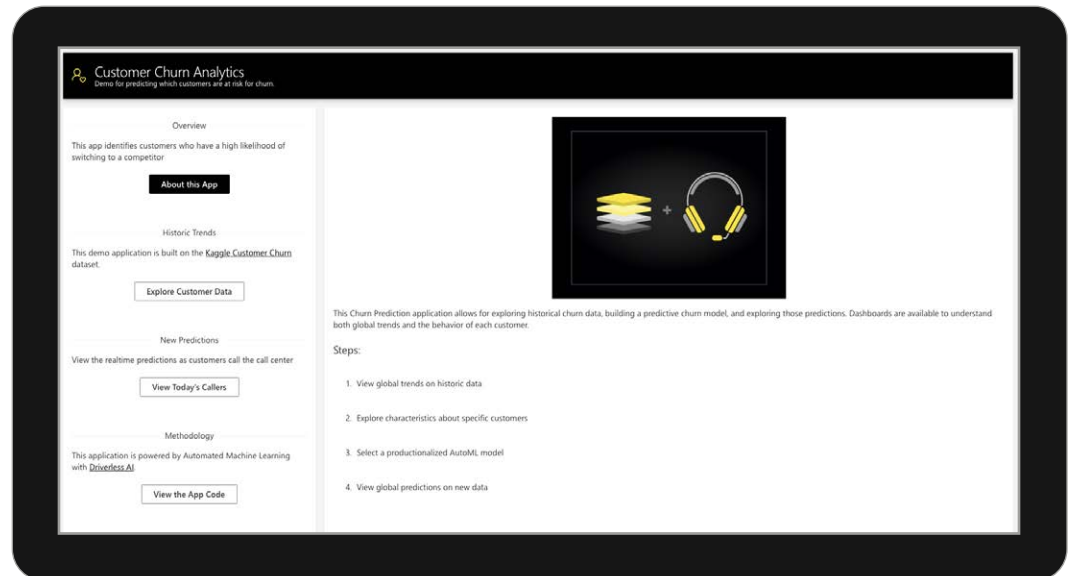 Customer Churn Analytics
Demo for predicting which customers are at risk for churn.
Overview
This app identifies customers who have a high likelihood of
switching to a competitor
About this App
Historic Trends
This demo application is built on the Kaggle Customer Churn
dataset.
Explore Customer Data
New Predictions
View the realtime predictions as customers call the call center
View Today's Callers
Methodology
This application is powered by Automated Machine Learning
with Driverless AI.
View the App Code
This Churn Prediction application allows for exploring historical churn data, building a predictive churn model, and exploring those predictions. Dashboards are available to understand
both global trends and the behavior of each customer.
Steps:
1. View global trends on historic data
2. Explore characteristics about specific customers
3. Select a productionalized AutoML model
4. View global predictions on new data